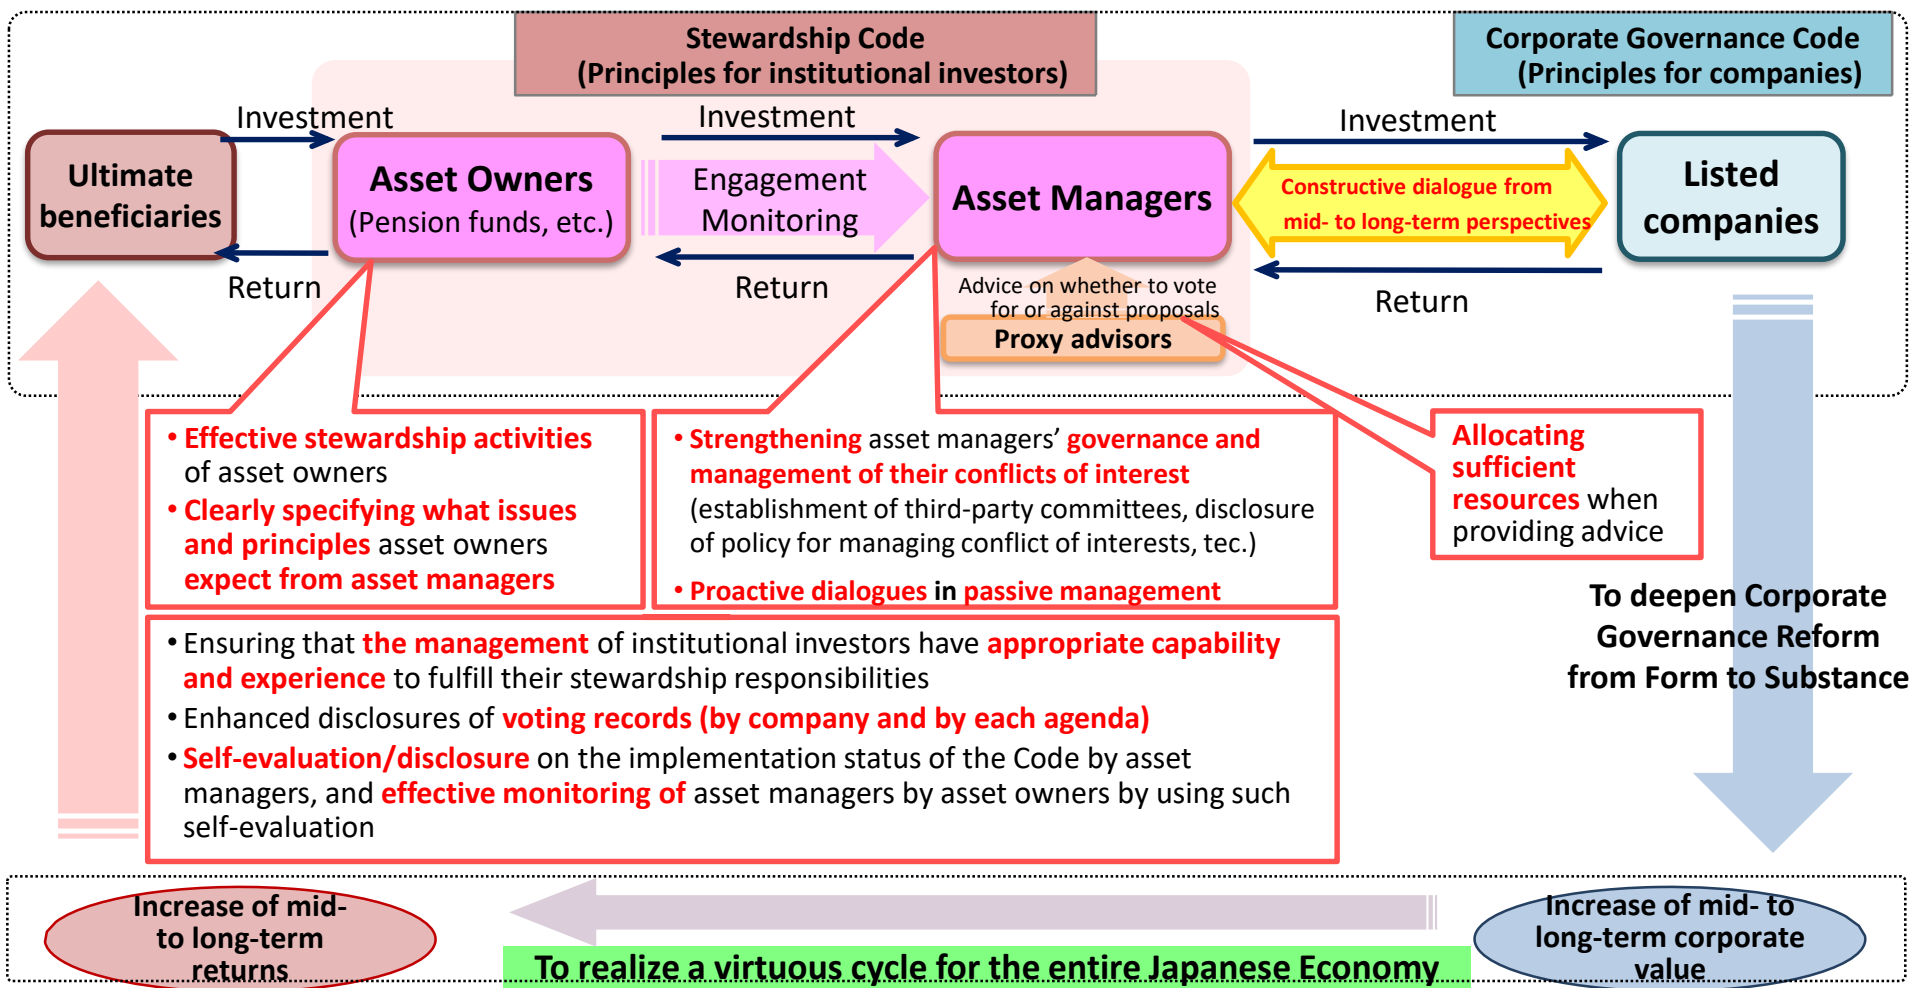 Stewardship Code
(Principles for institutional investors)
Corporate Governance Code
(Principles for companies)
Investment
Investment
Investment
Ultimate
beneficiaries
Asset Owners
(Pension funds, etc.)
Engagement
Monitoring
Asset Managers
Constructive dialogue from
mid- to long-term perspectives
Listed
companies
Return
Return
Return
Advice on whether to vote
for or against proposals
Proxy advisors
• Effective stewardship activities
of asset owners
• Clearly specifying what issues
and principles asset owners
expect from asset managers
• Strengthening asset managers’ governance and
management of their conflicts of interest
(establishment of third-party committees, disclosure
of policy for managing conflict of interests, tec.)
• Proactive dialogues in passive management
Allocating
sufficient
resources when
providing advice
• Ensuring that the management of institutional investors have appropriate capability
and experience to fulfill their stewardship responsibilities
• Enhanced disclosures of voting records (by company and by each agenda)
• Self-evaluation/disclosure on the implementation status of the Code by asset
managers, and effective monitoring of asset managers by asset owners by using such
self-evaluation
To deepen Corporate
Governance Reform
from Form to Substance
Increase of mid-
to long-term
returns
To realize a virtuous cycle for the entire Japanese Economy
Increase of mid- to
long-term corporate
value